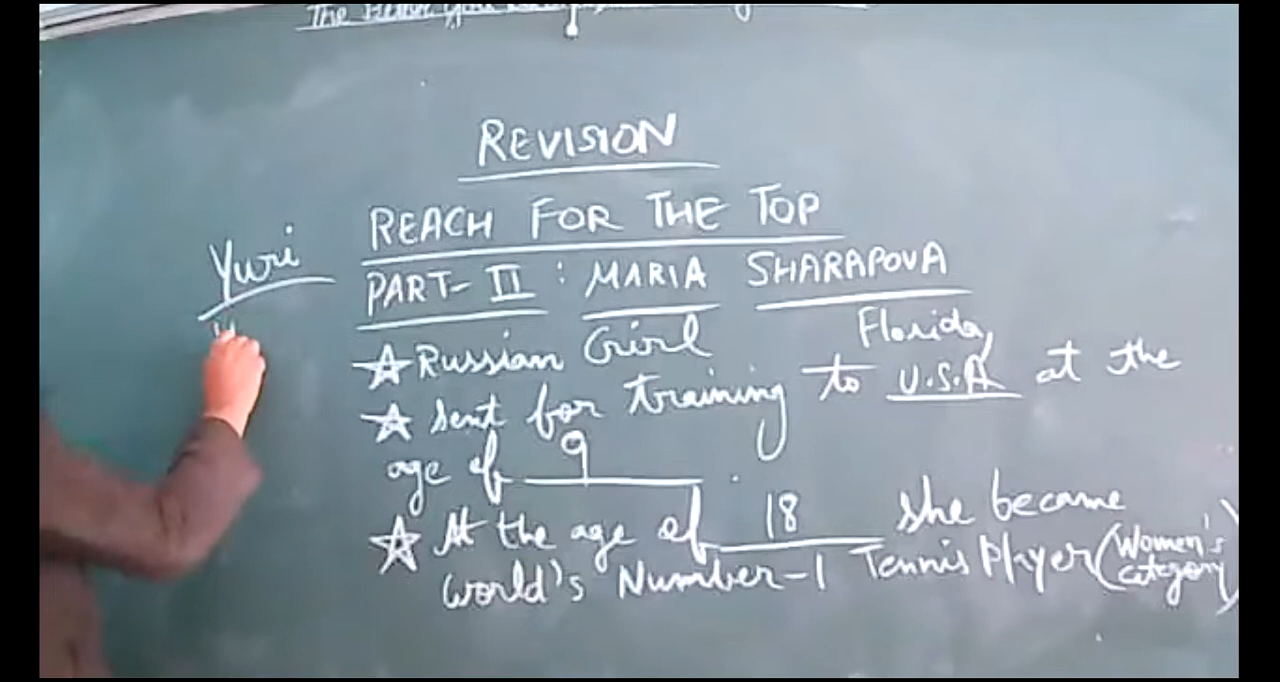 The
REVISION
REACH FOR THE TOP
Yuri
PART-II : MARIA SHARAPOVA
☆ Russian Girl
Florida,
☆ sent for training to U.S.A at the
age of 9.
☆ At the age of 18 she became
World's Number-1 Tennis Player (Women's
category)